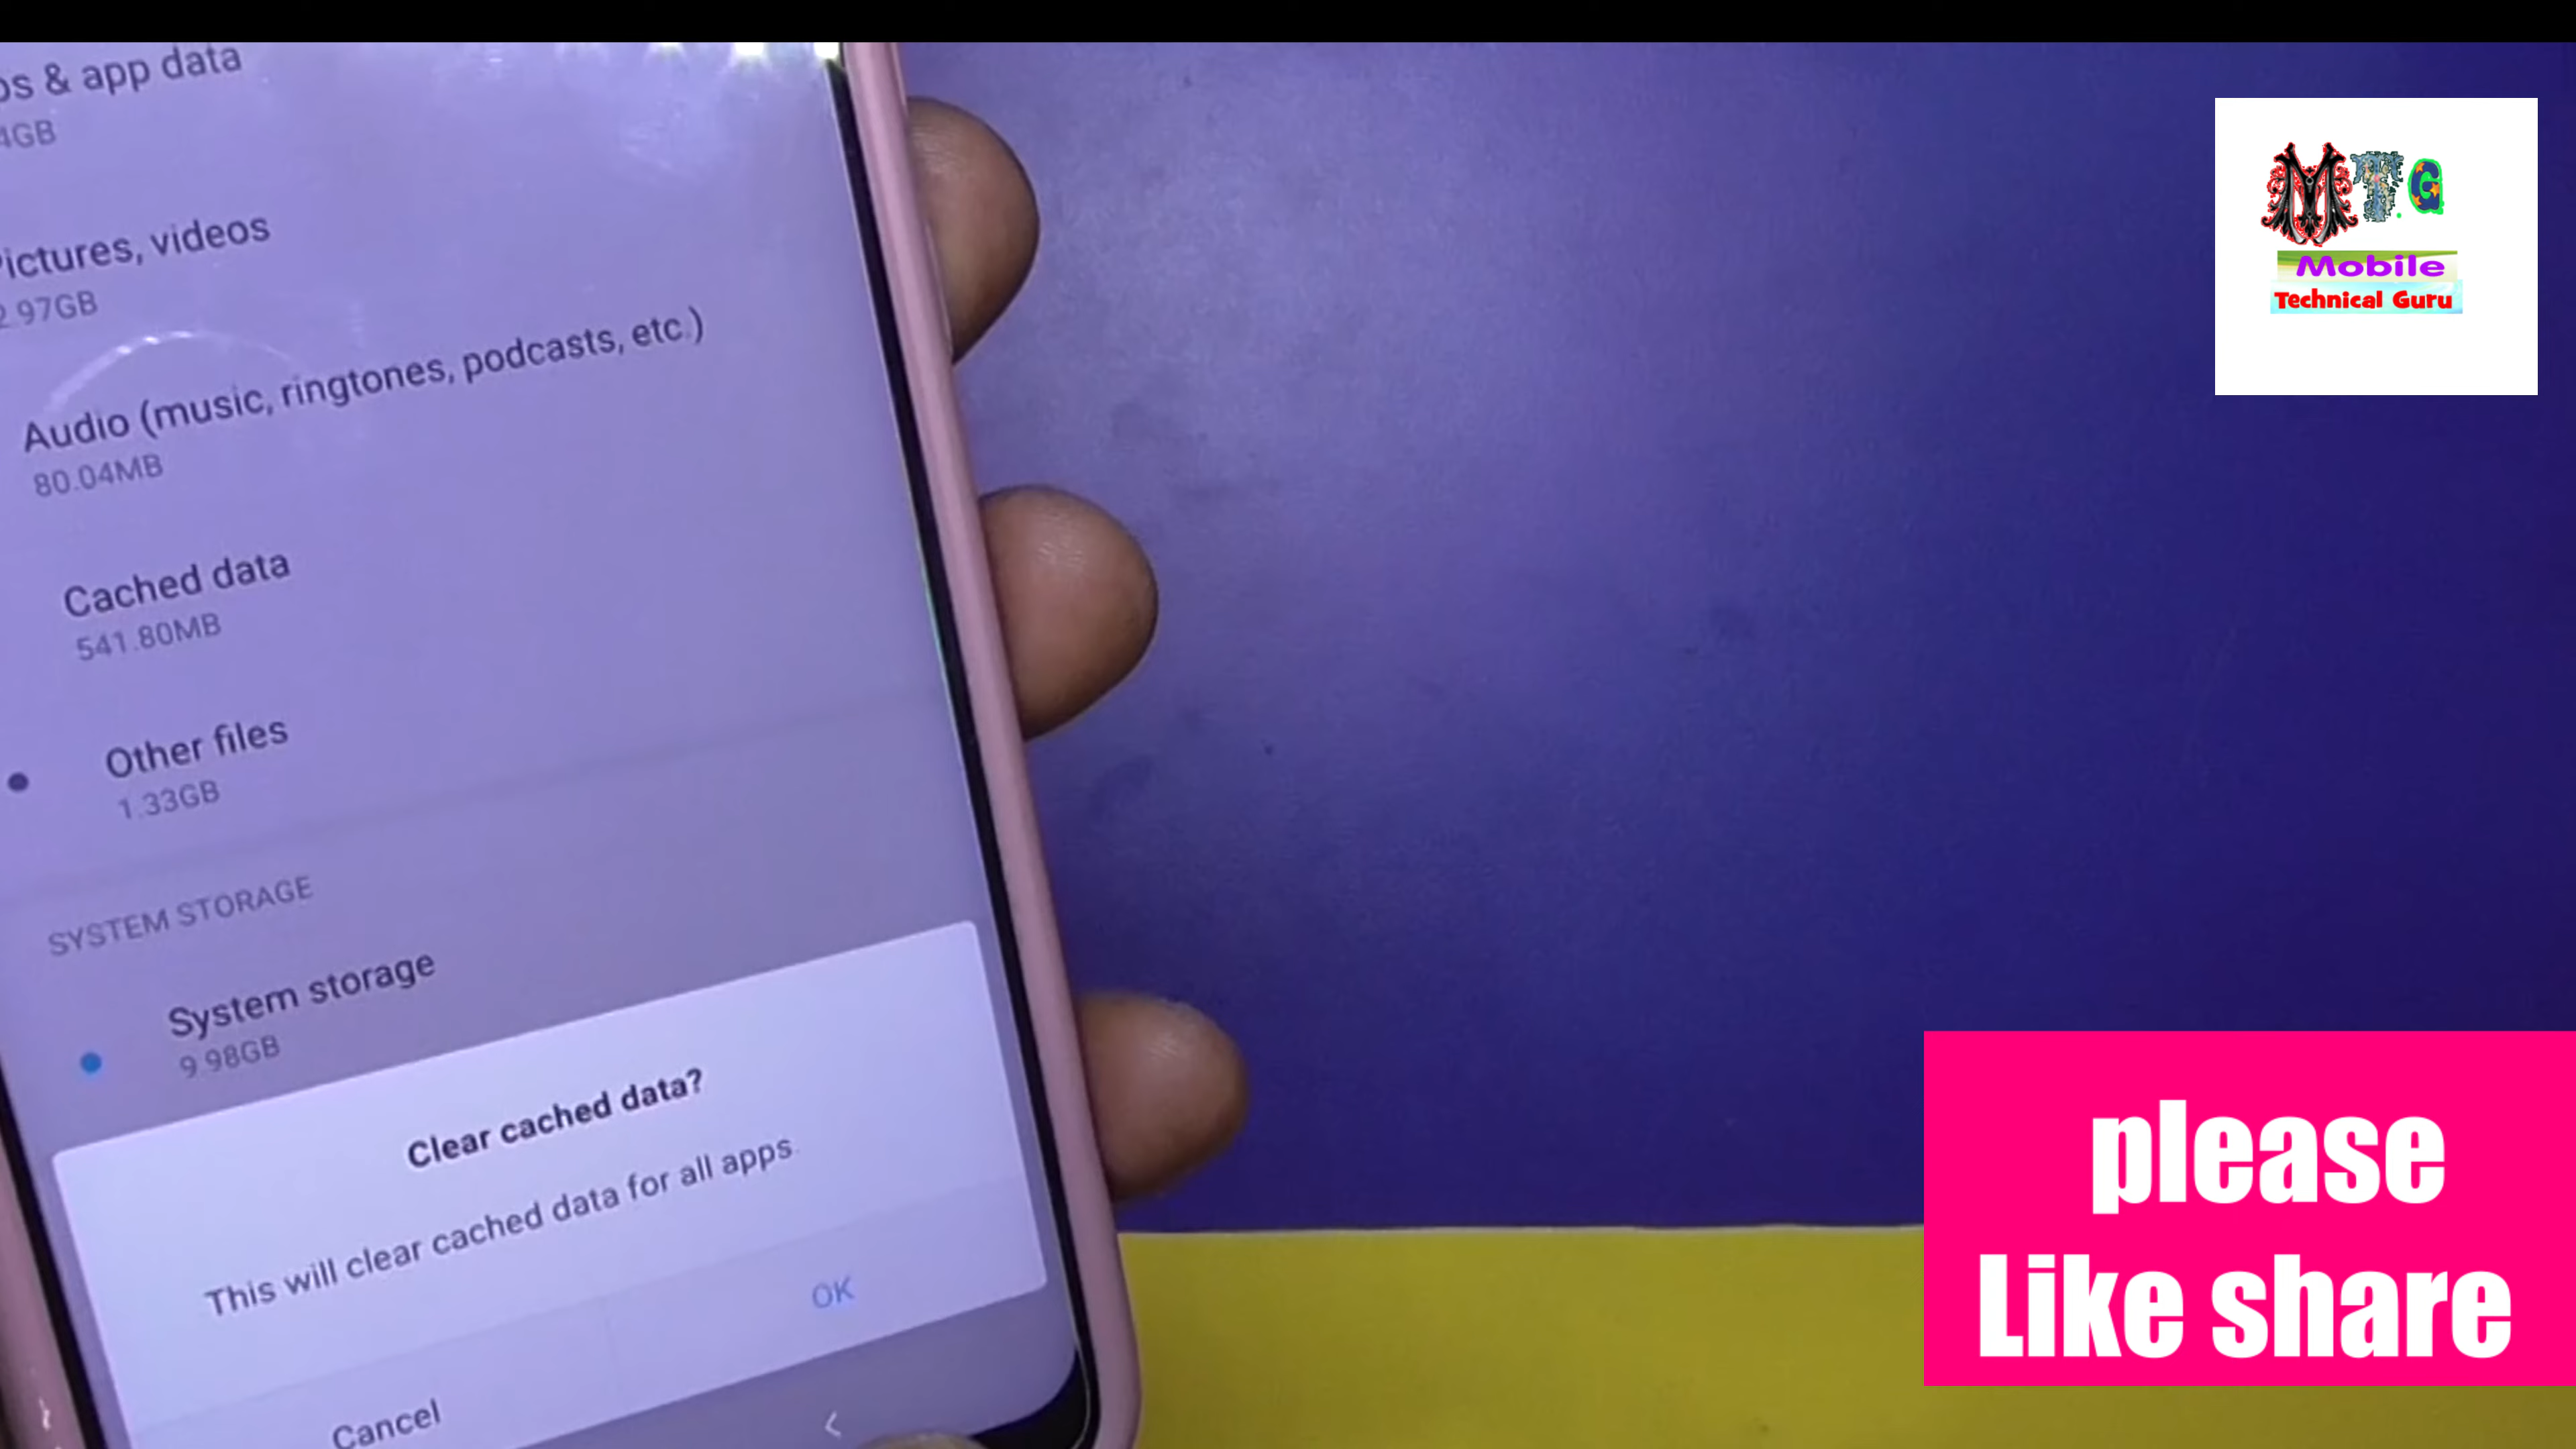 & app data
4GB
Pictures, videos
2.97GB
Audio (music, ringtones, podcasts, etc.)
80.04MB
Cached data
541.80MB
Other files
1.33GB
SYSTEM STORAGE
System storage
9.98GB
Clear cached data?
This will clear cached data for all apps.
Cancel
OK
MT.G
Mobile
Technical Guru
please
Like share